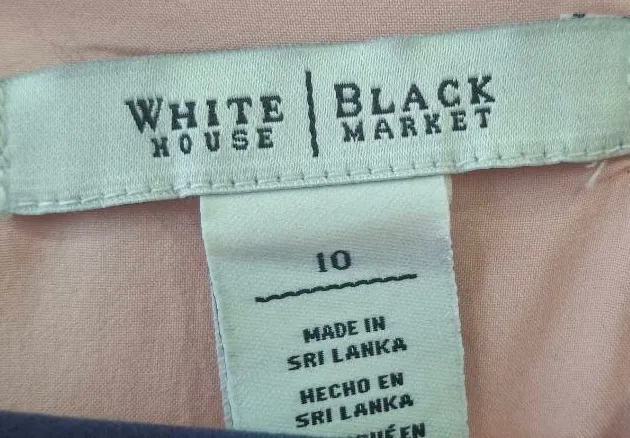 WHITE | BLACK
HOUSE | MARKET
10
MADE IN
SRI LANKA
HECHO EN
SRI LANKA